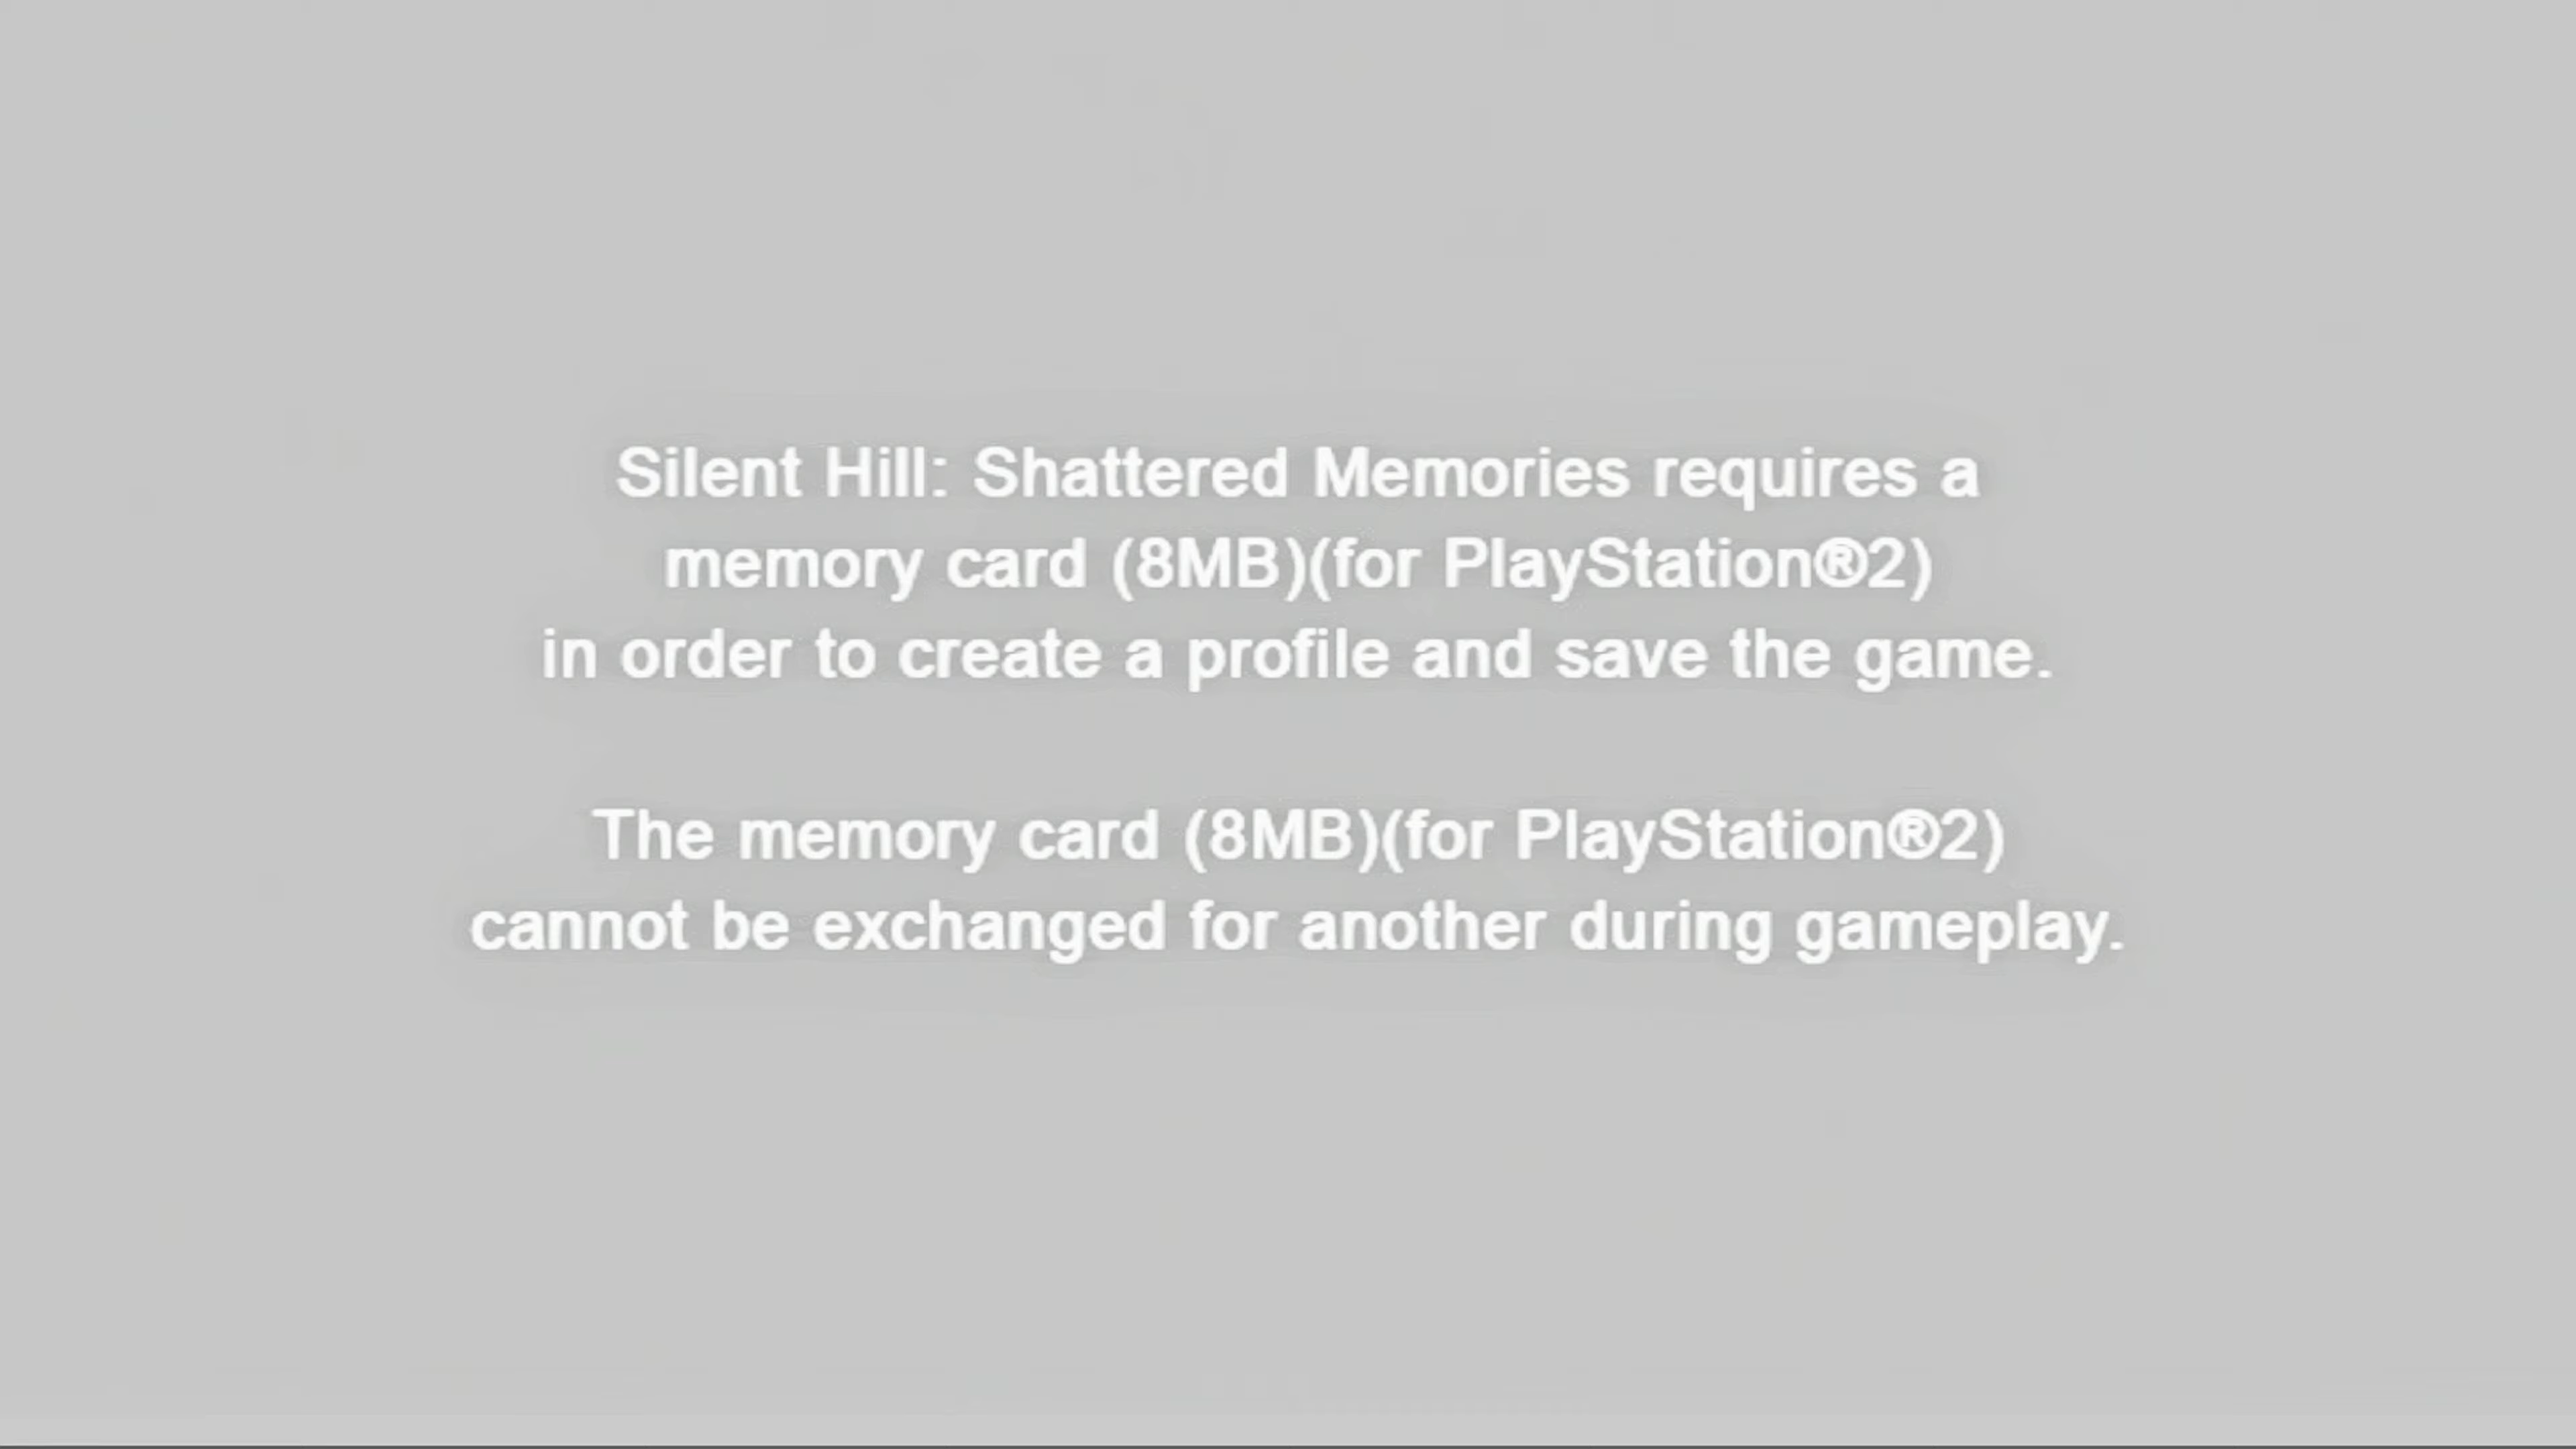 Silent Hill: Shattered Memories requires a
memory card (8MB)(for PlayStation®2)
in order to create a profile and save the game.
The memory card (8MB)(for PlayStation®2)
cannot be exchanged for another during gameplay.